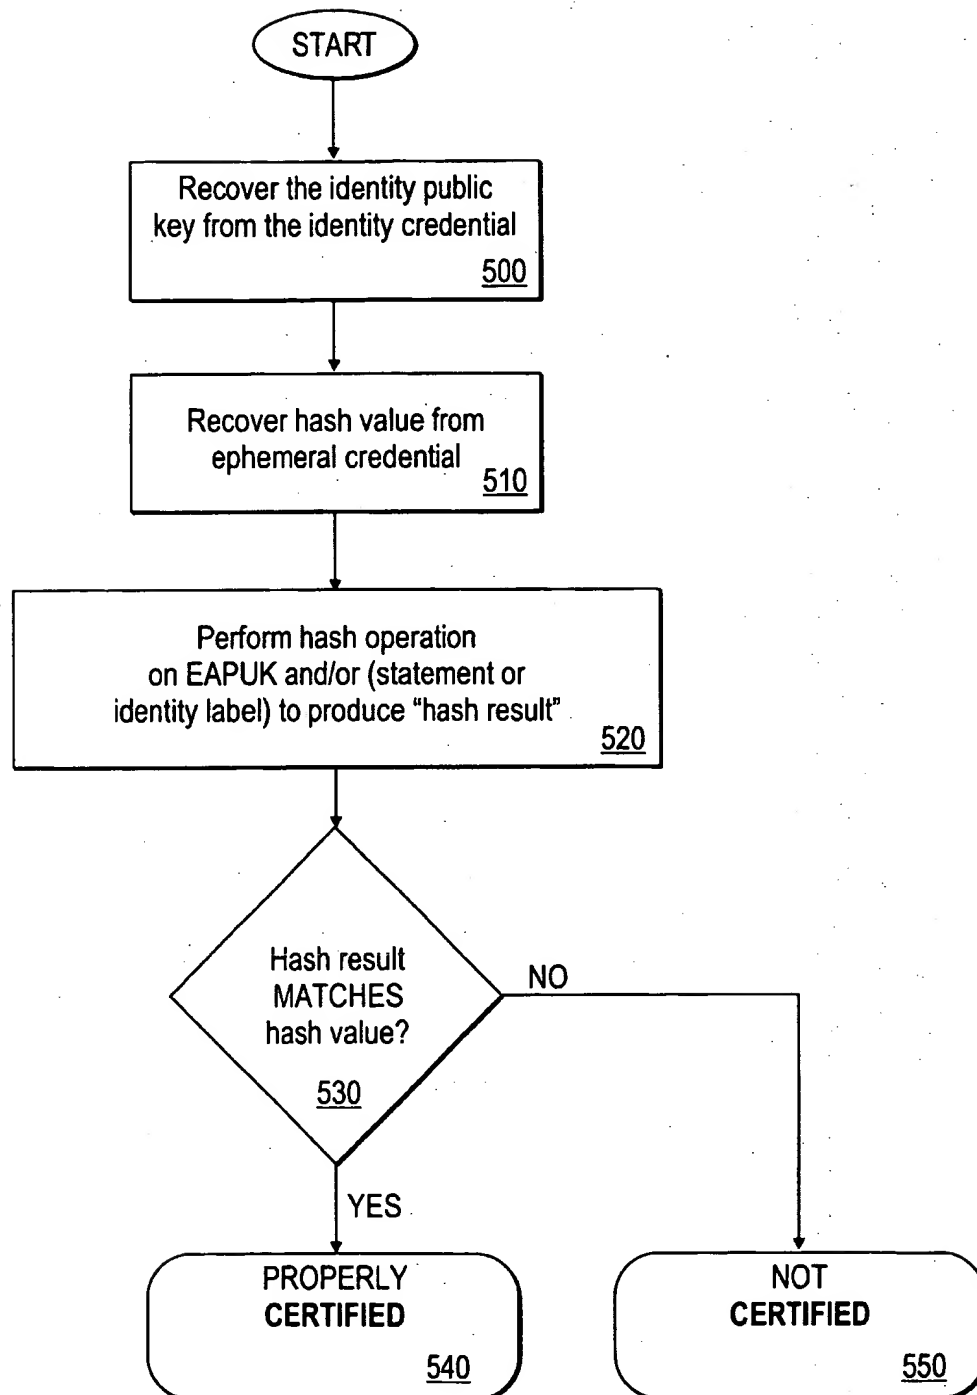 START
Recover the identity public
key from the identity credential
500
Recover hash value from
ephemeral credential
510
Perform hash operation
on EAPUK and/or (statement or
identity label) to produce “hash result”
520
Hash result
MATCHES
hash value?
530
NO
YES
PROPERLY
CERTIFIED
540
NOT
CERTIFIED
550